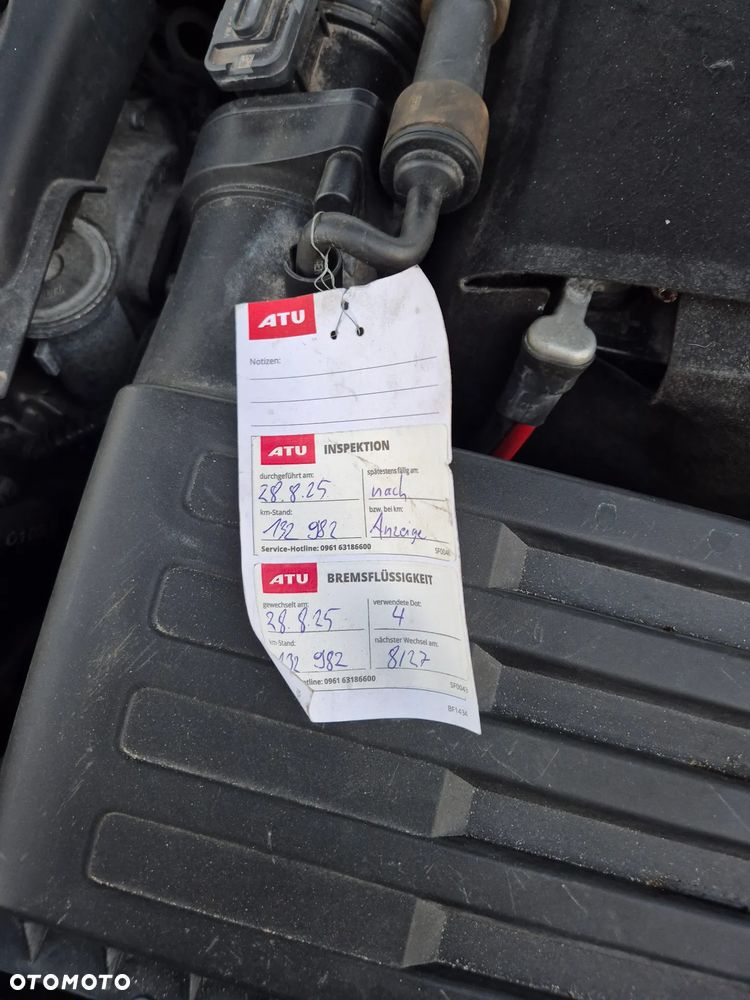 ATU
Notizen:
ATU INSPEKTION
durchgeführt am: spätestens fällig am:
28.8.25 nach
km-Stand: bzw. bei km:
132 982 Anzeige
Service-Hotline: 0961 63186600 SF004
ATU BREMSFLÜSSIGKEIT
gewechselt am: verwendete Dot:
28.8.25 4
km-Stand: nächster Wechsel am:
132 982 8/27
tline: 0961 63186600 SF0043
BF1434
OTOMOTO